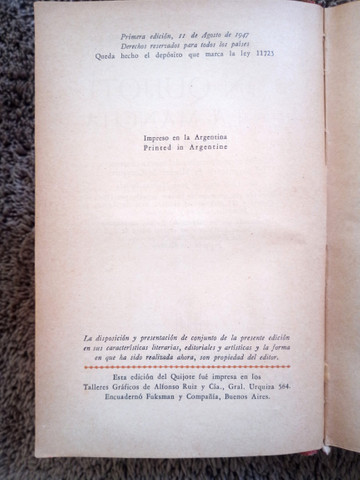 Primera edición, 11 de Agosto de 1947
Derechos reservados para todos los países
Queda hecho el depósito que marca la ley 11723
Impreso en la Argentina
Printed in Argentine
La disposición y presentación de conjunto de la presente edición
en sus características literarias, editoriales y artísticas y la forma
en que ha sido realizada ahora, son propiedad del editor.
Esta edición del Quijote fué impresa en los
Talleres Gráficos de Alfonso Ruiz y Cía., Gral. Urquiza 504.
Encuadernó Fuksman y Compañía, Buenos Aires.